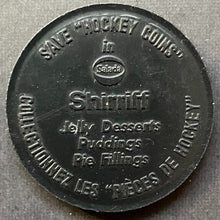 SAVE "HOCKEY COINS"
in
Salada
Shirriff
Jelly Desserts
Puddings
Pie Fillings
COLLECTIONNEZ LES "PIÈCES DE HOCKEY"